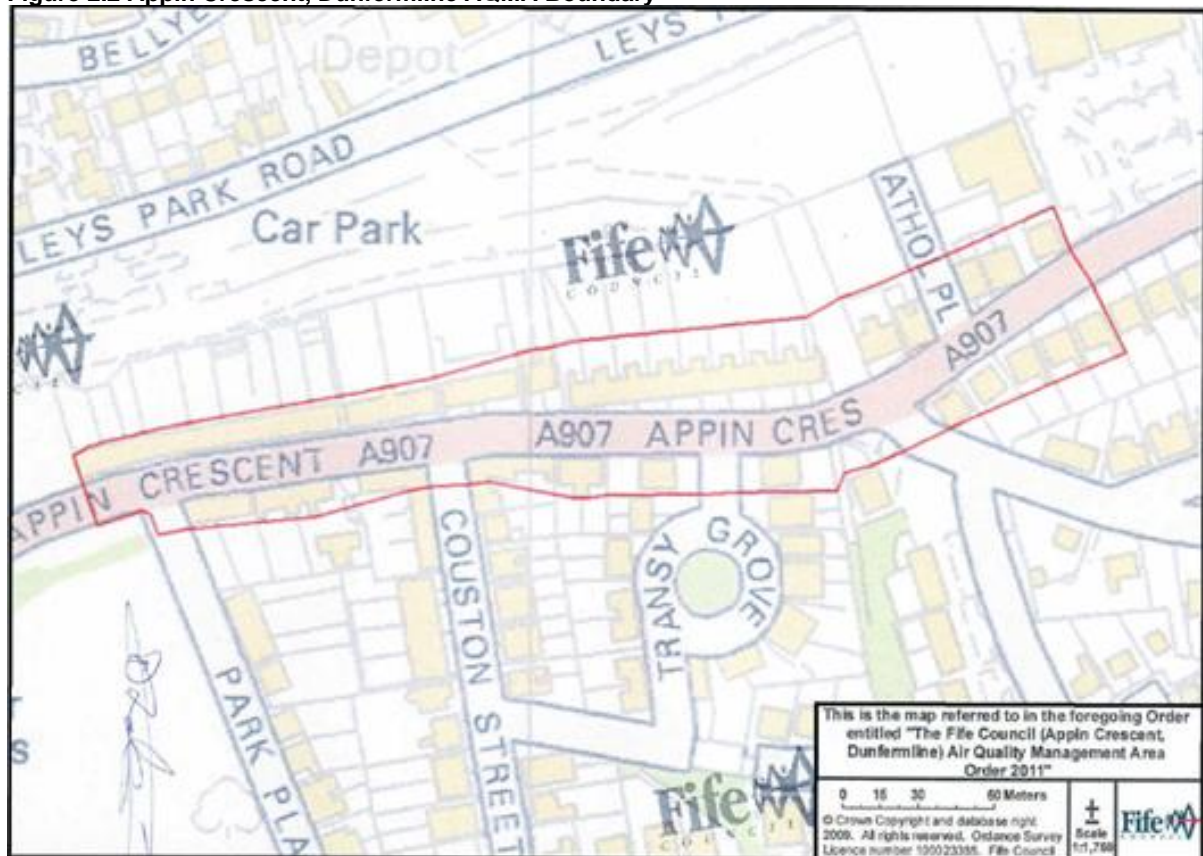 Figure 2.2 Appin Crescent, Dunfermline AQMA Boundary
BELLYE
Depot
LEYS
LEYS PARK ROAD
Car Park
Fife
COUNCIL
ATHOL PL
A907
APPIN CRESCENT A907
A907 APPIN CRES
COUSTON STREET
TRANSY GROVE
PARK PLA
S
Fife
COUNCIL
This is the map referred to in the foregoing Order
entitled "The Fife Council (Appin Crescent,
Dunfermline) Air Quality Management Area
Order 2011"
0 15 30 60 Meters
© Crown Copyright and database right
2009. All rights reserved. Ordnance Survey
Licence number 100023385. Fife Council
Scale
Fife
COUNCIL